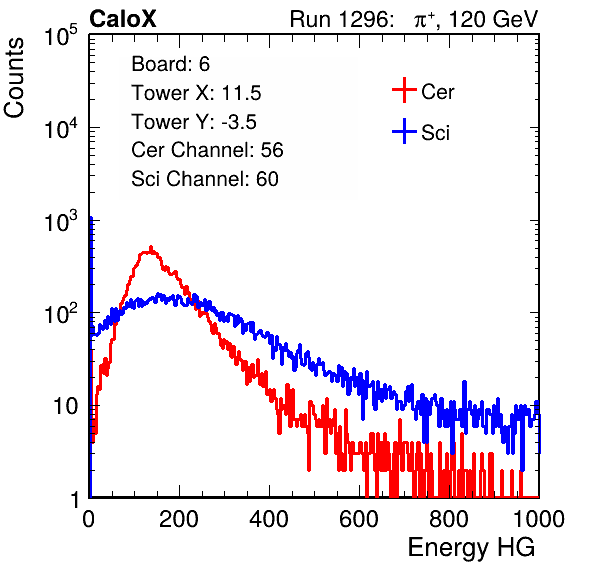 CaloX Run 1296: π⁺, 120 GeV
Counts
10⁵
10⁴
10³
10²
10
1
Board: 6
Tower X: 11.5
Tower Y: -3.5
Cer Channel: 56
Sci Channel: 60
Cer
Sci
0 200 400 600 800 1000
Energy HG